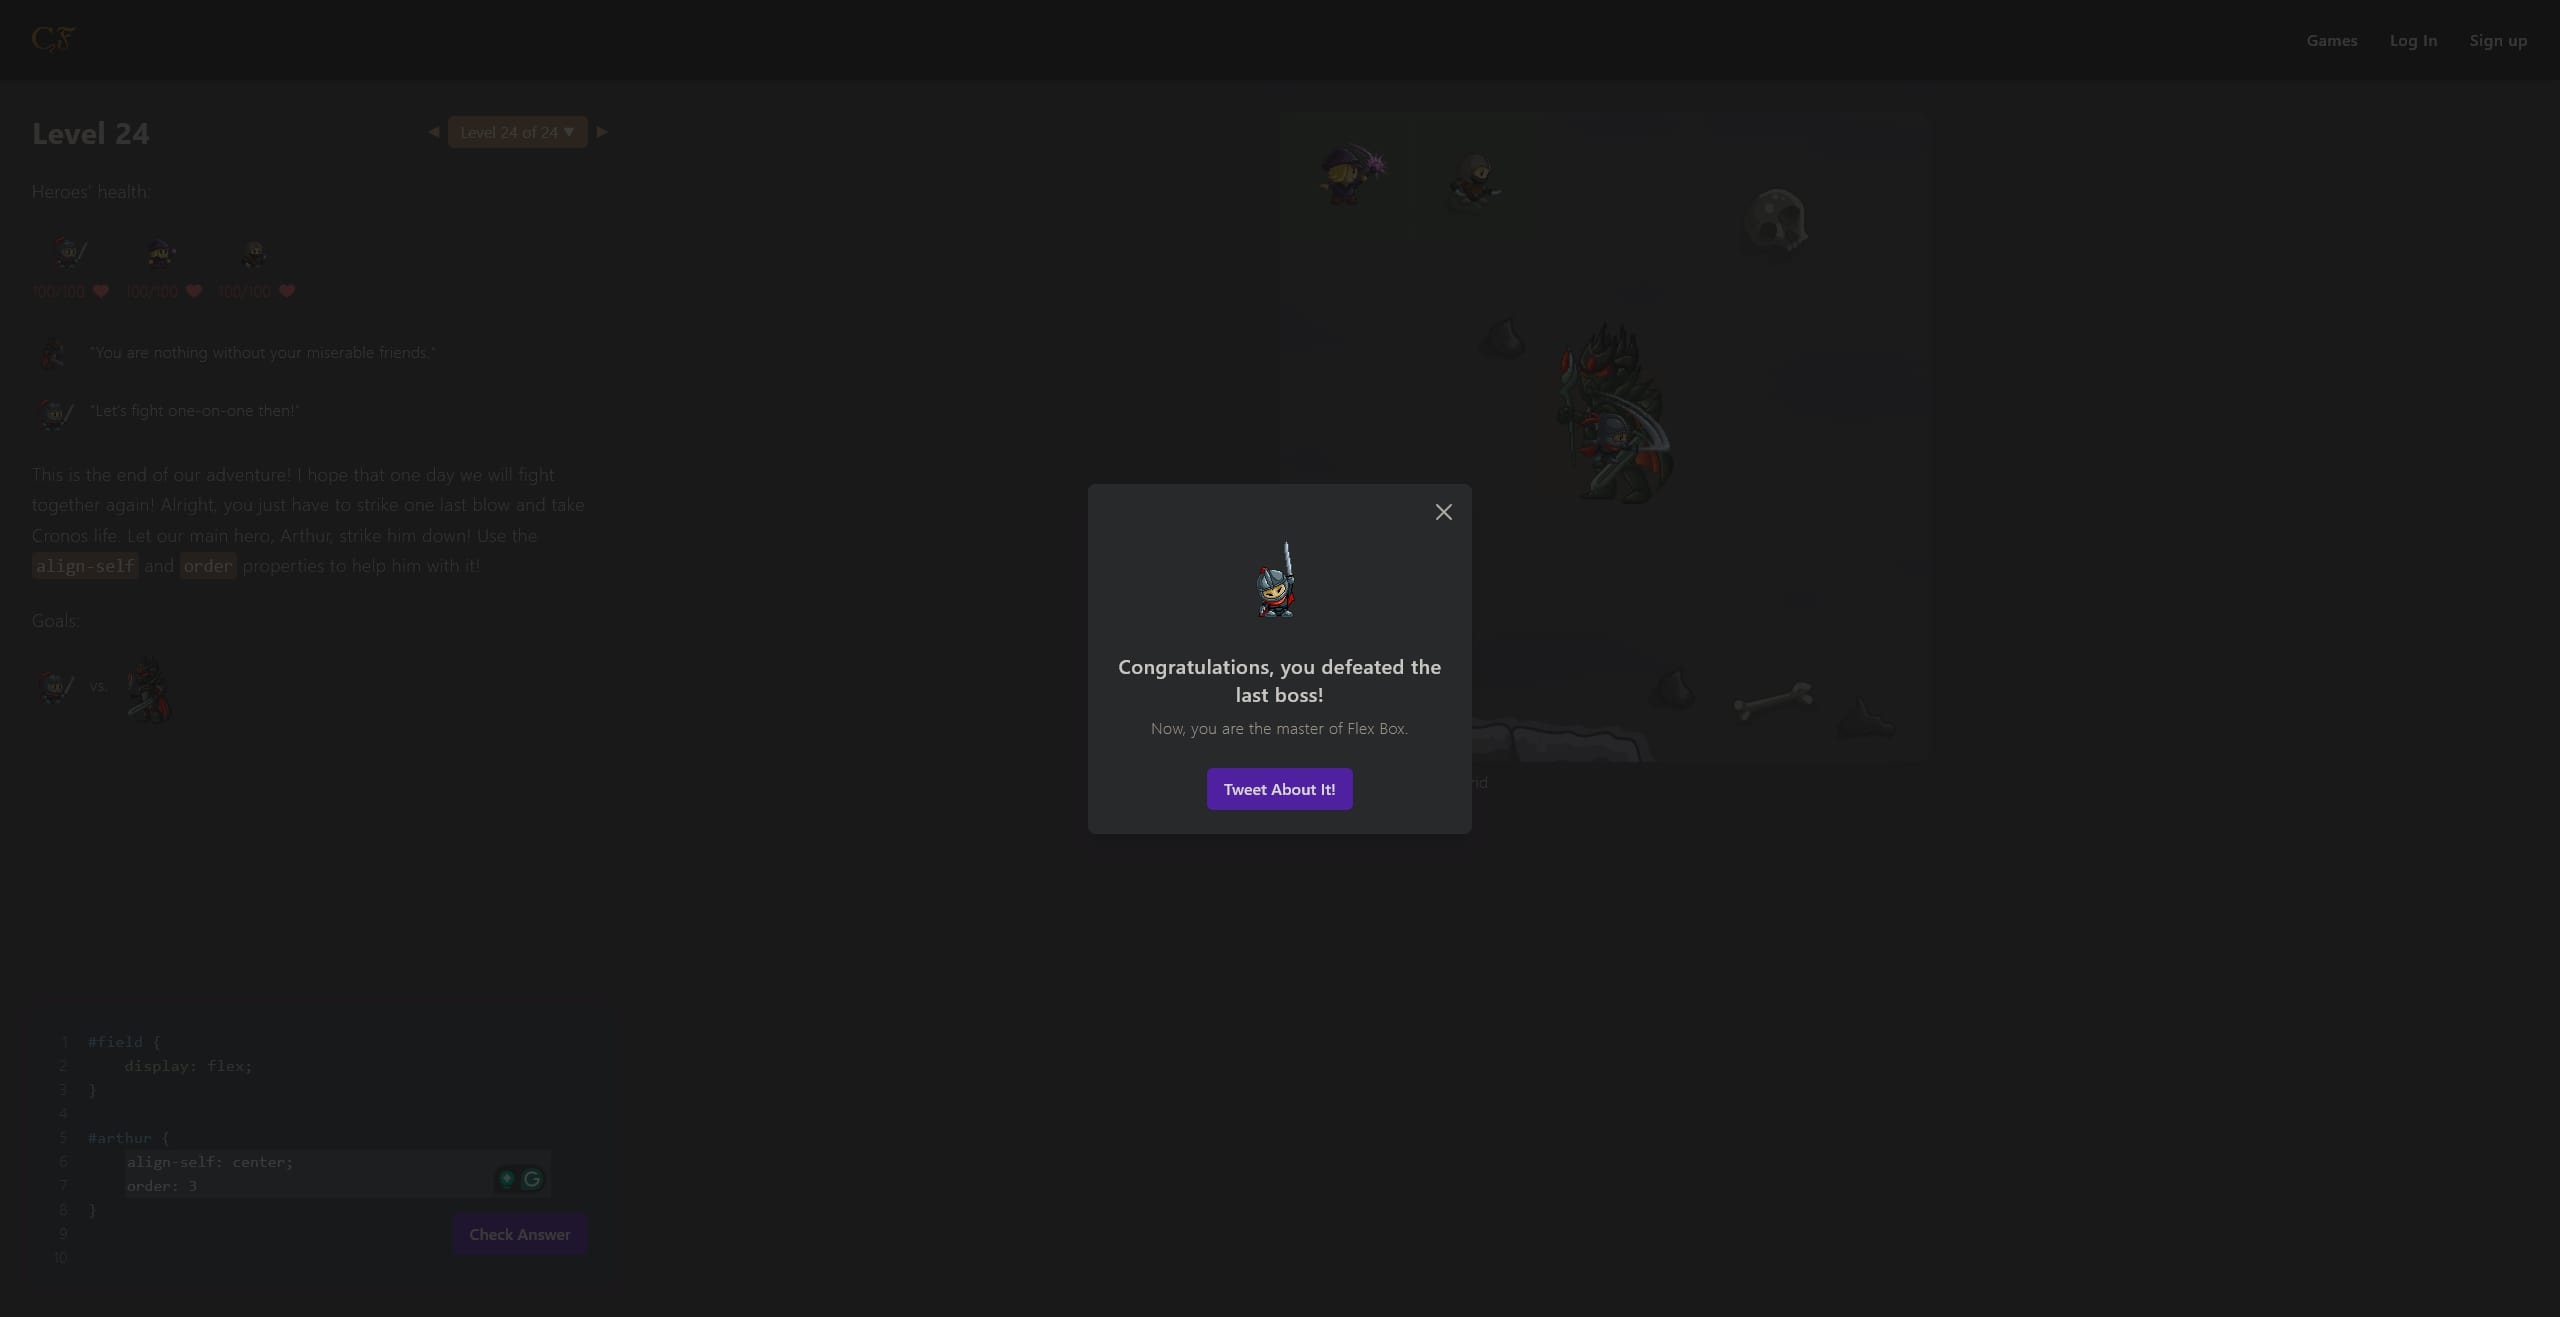 CF
Games
Log In
Sign up
Level 24
◀ Level 24 of 24 ▼ ▶
Heroes' health:
100/100 100/100 100/100
"You are nothing without your miserable friends."
"Let's fight one-on-one then!"
This is the end of our adventure! I hope that one day we will fight
together again! Alright, you just have to strike one last blow and take
Cronos life. Let our main hero, Arthur, strike him down! Use the
align-self and order properties to help him with it!
Goals:
vs.
Congratulations, you defeated the
last boss!
Now, you are the master of Flex Box.
Tweet About It!
1 #field {
2 display: flex;
3 }
4
5 #arthur {
6 align-self: center;
7 order: 3
8 }
9
10
Check Answer